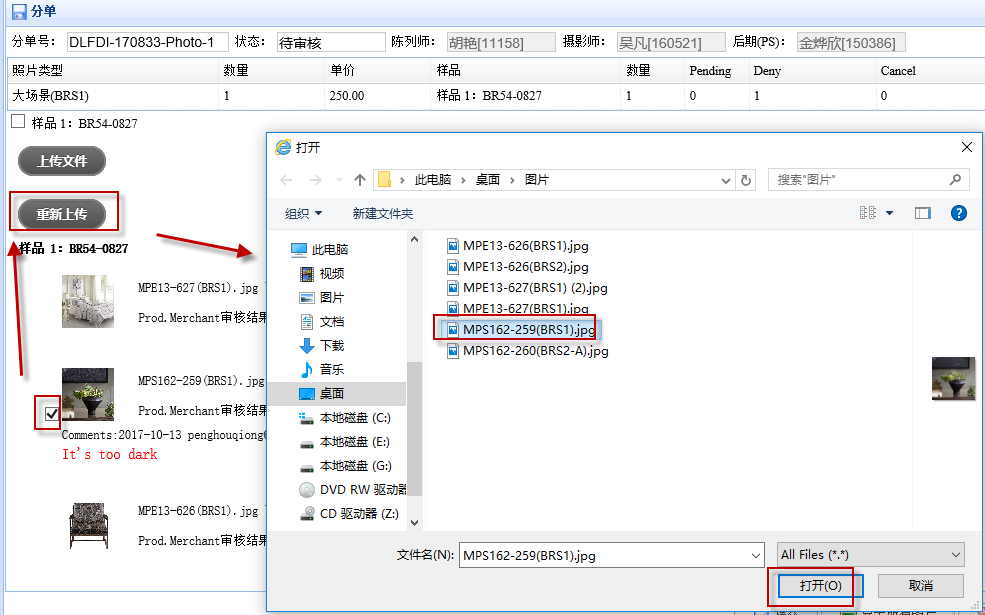 分单
分单号： DLFDI-170833-Photo-1 状态： 待审核 陈列师： 胡艳[11158] 摄影师： 吴凡[160521] 后期(PS)： 金烨欣[150386]
照片类型 数量 单价 样品 数量 Pending Deny Cancel
大场景(BRS1) 1 250.00 样品 1：BR54-0827 1 0 1 0
样品 1：BR54-0827
上传文件
重新上传
样品 1：BR54-0827
MPE13-627(BRS1).jpg
Prod.Merchant审核结果
MPS162-259(BRS1).jpg
Prod.Merchant审核结果
Comments:2017-10-13 penghouqiong
It's too dark
MPE13-626(BRS1).jpg
Prod.Merchant审核结果
打开
此电脑 桌面 图片 搜索"图片"
组织 新建文件夹
此电脑
视频
图片
文档
下载
音乐
桌面
本地磁盘 (C:)
本地磁盘 (E:)
本地磁盘 (G:)
DVD RW 驱动器
CD 驱动器 (Z:)
MPE13-626(BRS1).jpg
MPE13-626(BRS2).jpg
MPE13-627(BRS1) (2).jpg
MPE13-627(BRS1).jpg
MPS162-259(BRS1).jpg
MPS162-260(BRS2-A).jpg
文件名(N): MPS162-259(BRS1).jpg All Files (*.*)
打开(O) 取消